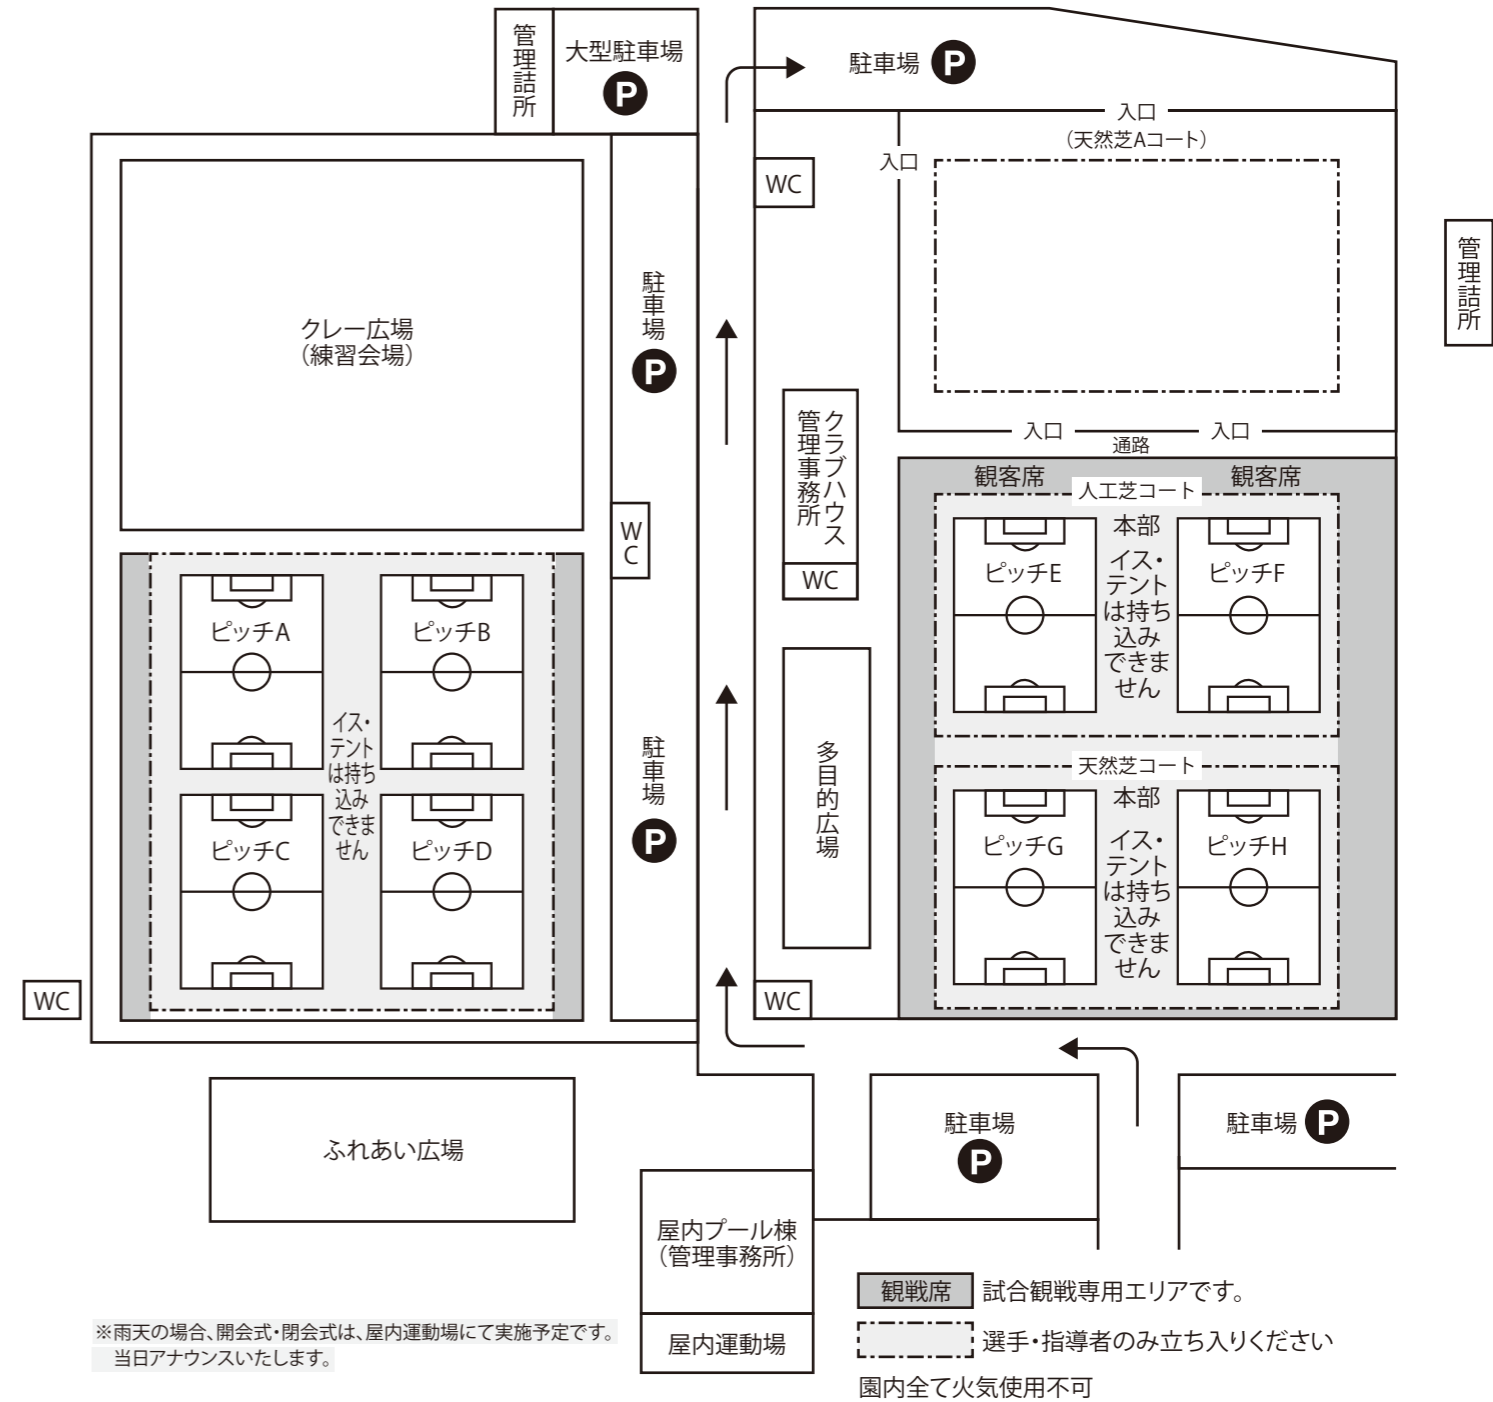 管理詰所
大型駐車場
P
駐車場 P
入口
(天然芝Aコート)
入口
WC
管理詰所
クレー広場
(練習会場)
駐車場
P
クラブハウス
管理事務所
WC
WC
入口
入口
通路
観客席
観客席
人工芝コート
本部
ピッチE
ピッチF
イス・
テント
は持ち
込み
できま
せん
ピッチA
ピッチB
イス・
テント
は持ち
込み
できま
せん
ピッチC
ピッチD
駐車場
P
多目的広場
天然芝コート
本部
ピッチG
ピッチH
イス・
テント
は持ち
込み
できま
せん
WC
WC
ふれあい広場
駐車場
P
駐車場 P
屋内プール棟
(管理事務所)
屋内運動場
観戦席 試合観戦専用エリアです。
選手・指導者のみ立ち入りください
園内全て火気使用不可
※雨天の場合、開会式・閉会式は、屋内運動場にて実施予定です。
当日アナウンスいたします。